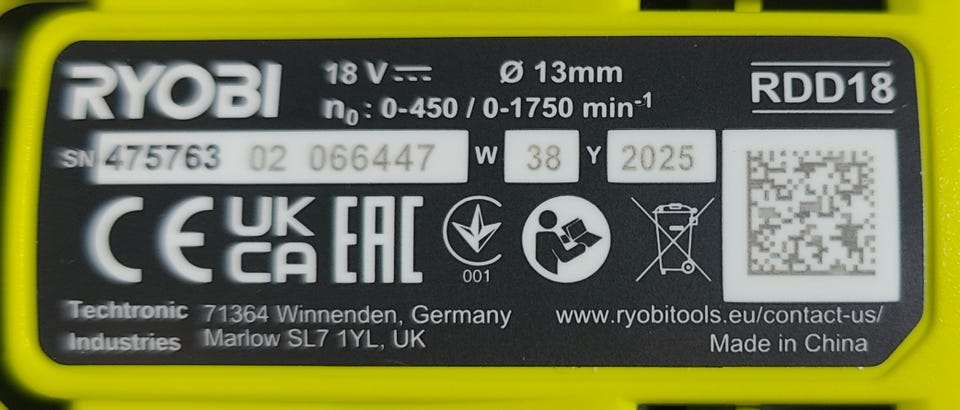 RYOBI
18 V ⎓ Ø 13mm
n₀ : 0-450 / 0-1750 min⁻¹
RDD18
SN 475763 02 066447 W 38 Y 2025
CE UK CA EAC 001
Techtronic Industries
71364 Winnenden, Germany
Marlow SL7 1YL, UK
www.ryobitools.eu/contact-us/
Made in China